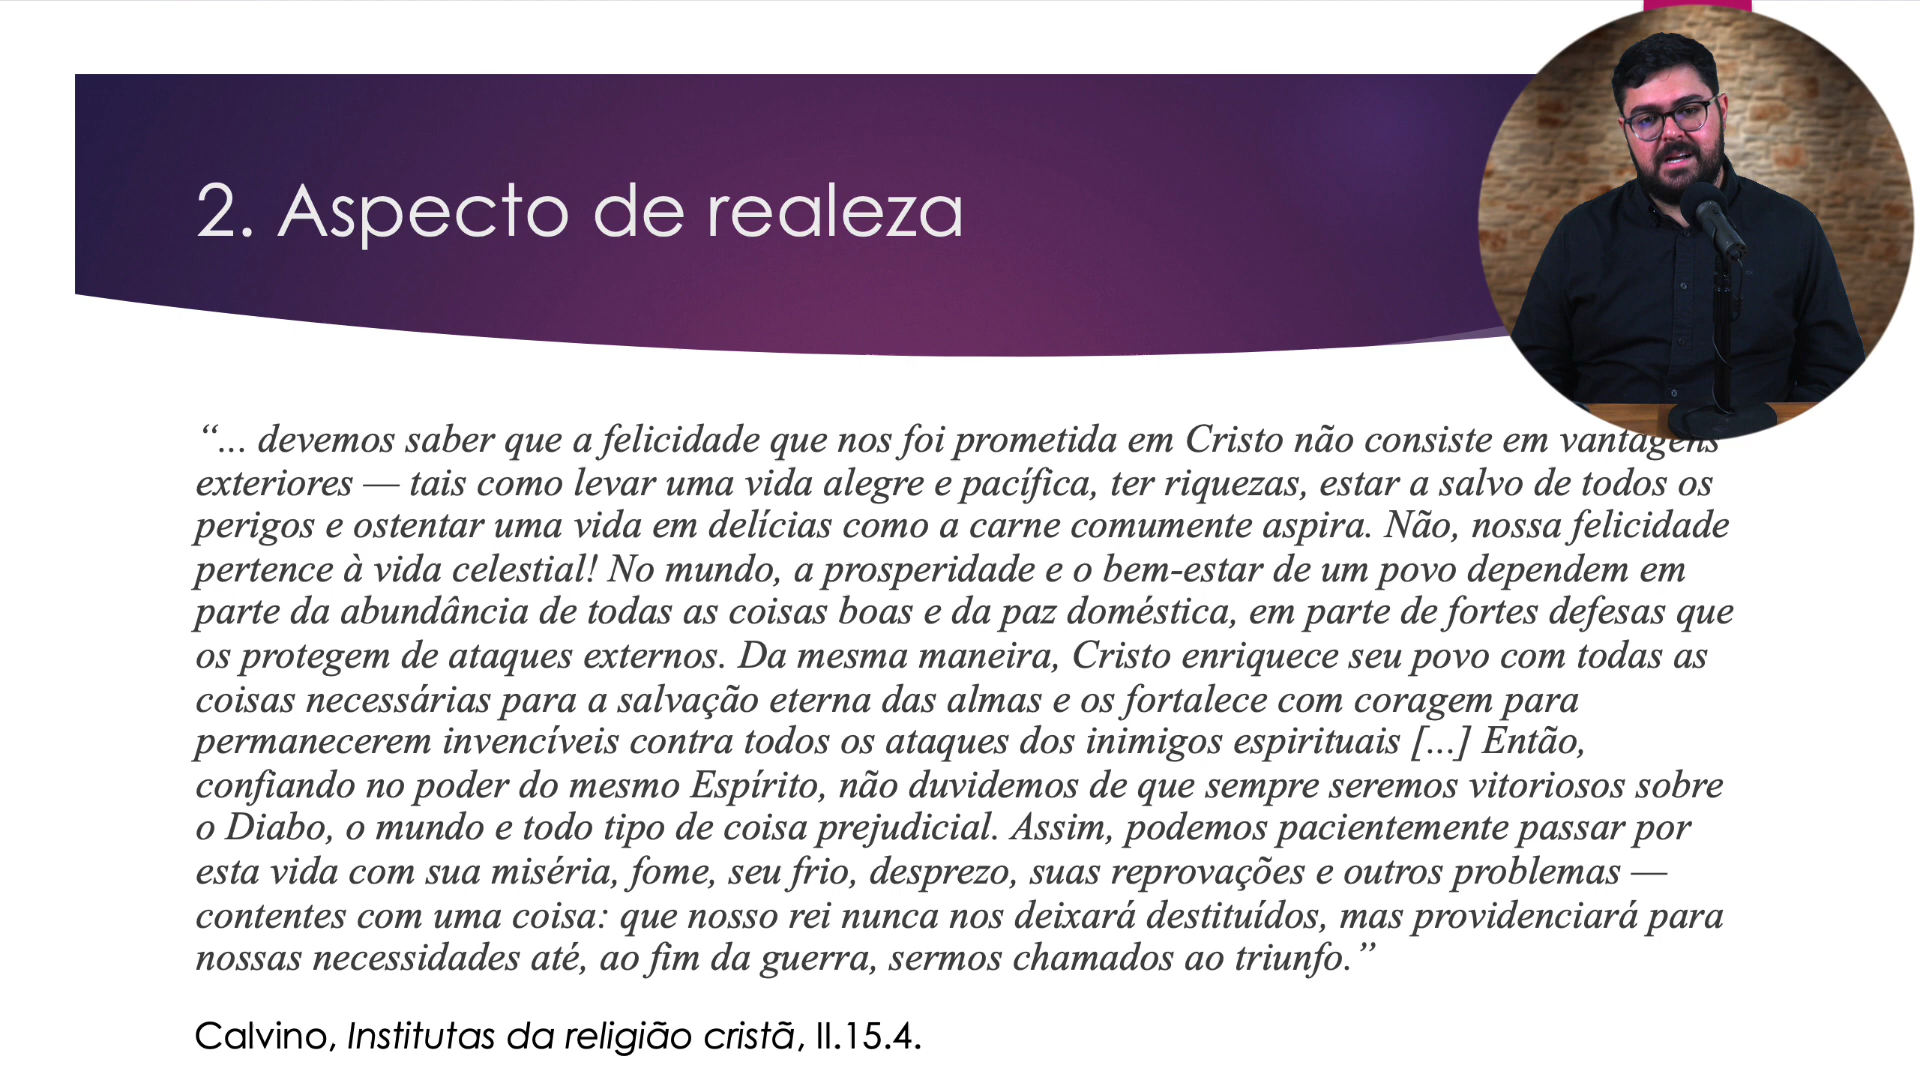 2. Aspecto de realeza
“... devemos saber que a felicidade que nos foi prometida em Cristo não consiste em vantagens
exteriores — tais como levar uma vida alegre e pacífica, ter riquezas, estar a salvo de todos os
perigos e ostentar uma vida em delícias como a carne comumente aspira. Não, nossa felicidade
pertence à vida celestial! No mundo, a prosperidade e o bem-estar de um povo dependem em
parte da abundância de todas as coisas boas e da paz doméstica, em parte de fortes defesas que
os protegem de ataques externos. Da mesma maneira, Cristo enriquece seu povo com todas as
coisas necessárias para a salvação eterna das almas e os fortalece com coragem para
permanecerem invencíveis contra todos os ataques dos inimigos espirituais [...] Então,
confiando no poder do mesmo Espírito, não duvidemos de que sempre seremos vitoriosos sobre
o Diabo, o mundo e todo tipo de coisa prejudicial. Assim, podemos pacientemente passar por
esta vida com sua miséria, fome, seu frio, desprezo, suas reprovações e outros problemas —
contentes com uma coisa: que nosso rei nunca nos deixará destituídos, mas providenciará para
nossas necessidades até, ao fim da guerra, sermos chamados ao triunfo.”
Calvino, Institutas da religião cristã, II.15.4.